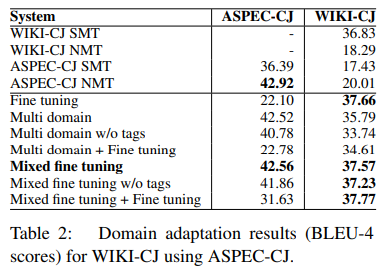 System ASPEC-CJ WIKI-CJ
WIKI-CJ SMT - 36.83
WIKI-CJ NMT - 18.29
ASPEC-CJ SMT 36.39 17.43
ASPEC-CJ NMT 42.92 20.01
Fine tuning 22.10 37.66
Multi domain 42.52 35.79
Multi domain w/o tags 40.78 33.74
Multi domain + Fine tuning 22.78 34.61
Mixed fine tuning 42.56 37.57
Mixed fine tuning w/o tags 41.86 37.23
Mixed fine tuning + Fine tuning 31.63 37.77
Table 2: Domain adaptation results (BLEU-4
scores) for WIKI-CJ using ASPEC-CJ.